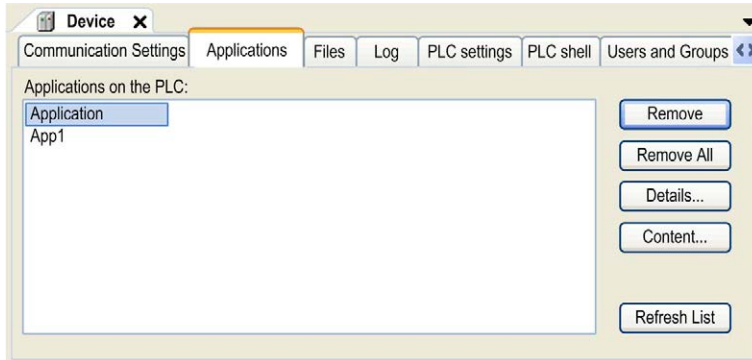 Device
Communication Settings Applications Files Log PLC settings PLC shell Users and Groups
Applications on the PLC:
Application
App1
Remove
Remove All
Details...
Content...
Refresh List